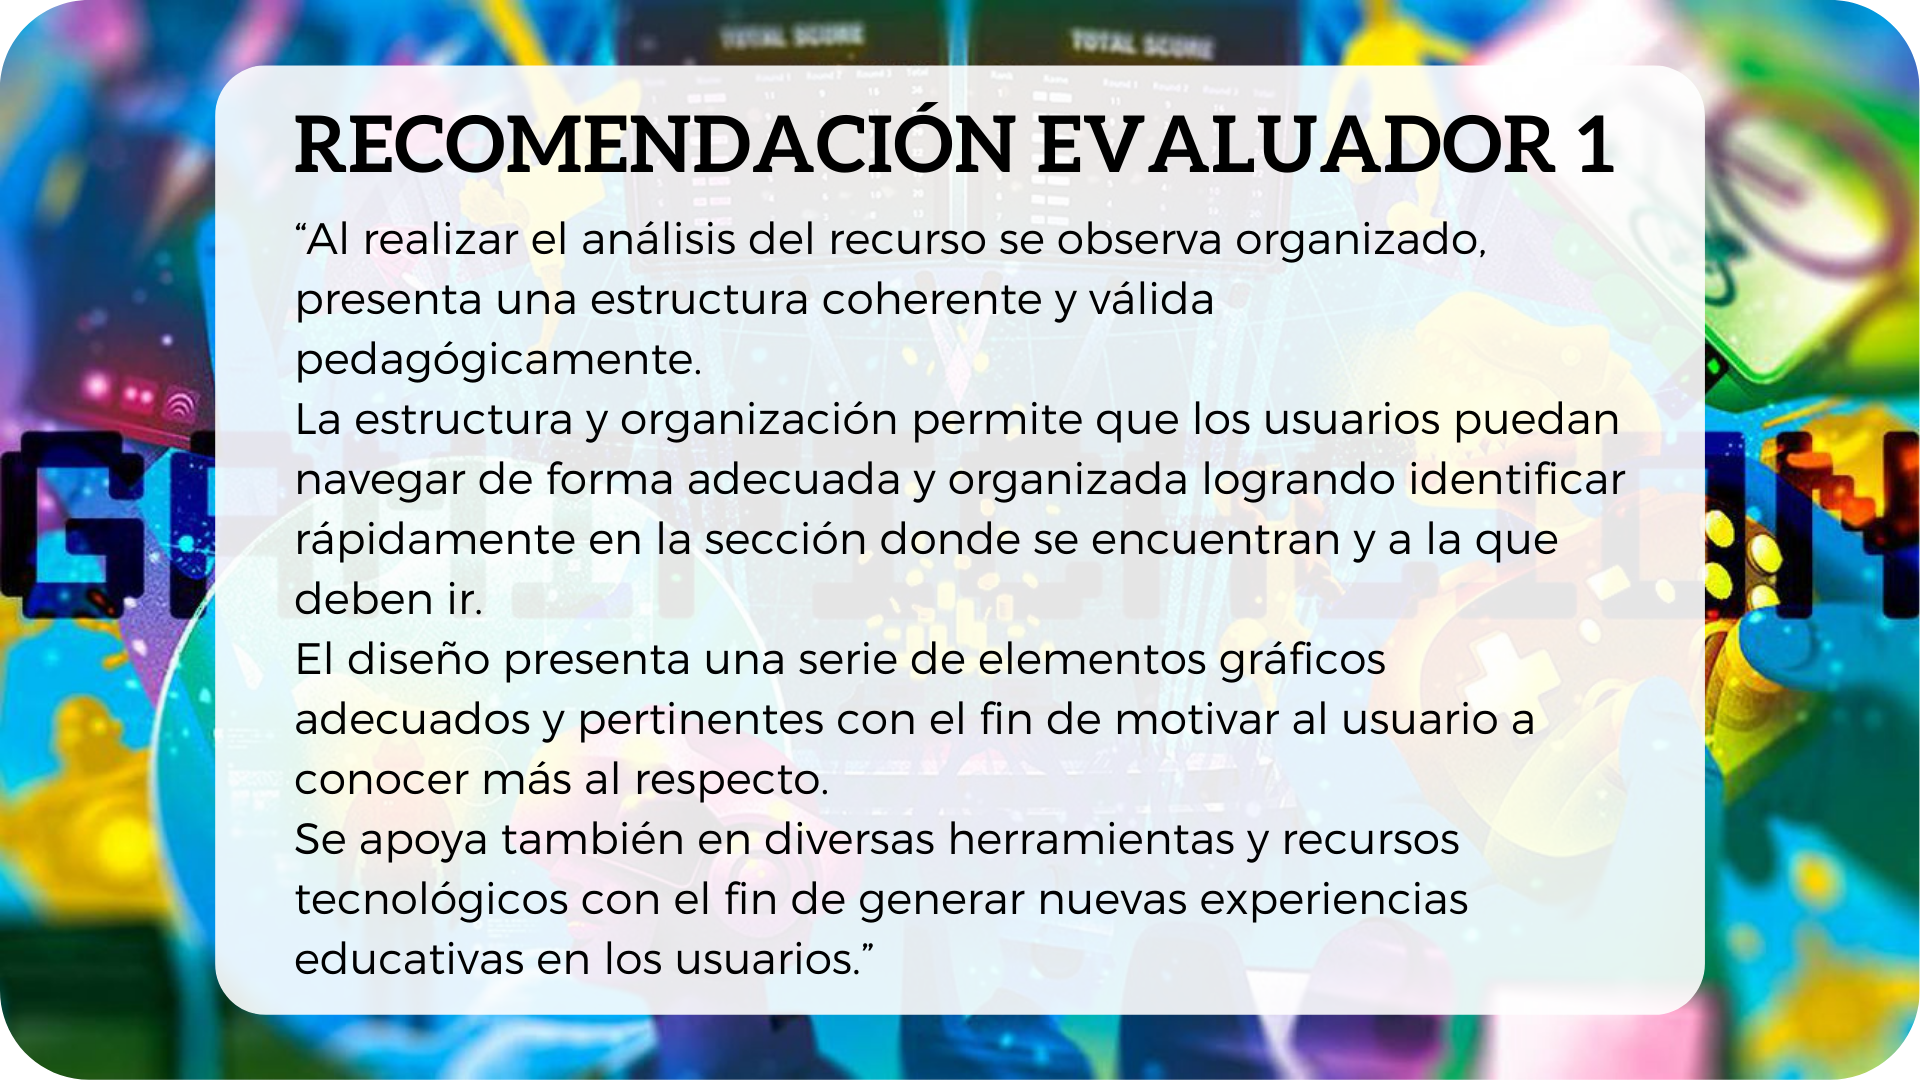 TOTAL SCORE
TOTAL SCORE
RECOMENDACIÓN EVALUADOR 1
“Al realizar el análisis del recurso se observa organizado,
presenta una estructura coherente y válida
pedagógicamente.
La estructura y organización permite que los usuarios puedan
navegar de forma adecuada y organizada logrando identificar
rápidamente en la sección donde se encuentran y a la que
deben ir.
El diseño presenta una serie de elementos gráficos
adecuados y pertinentes con el fin de motivar al usuario a
conocer más al respecto.
Se apoya también en diversas herramientas y recursos
tecnológicos con el fin de generar nuevas experiencias
educativas en los usuarios.”